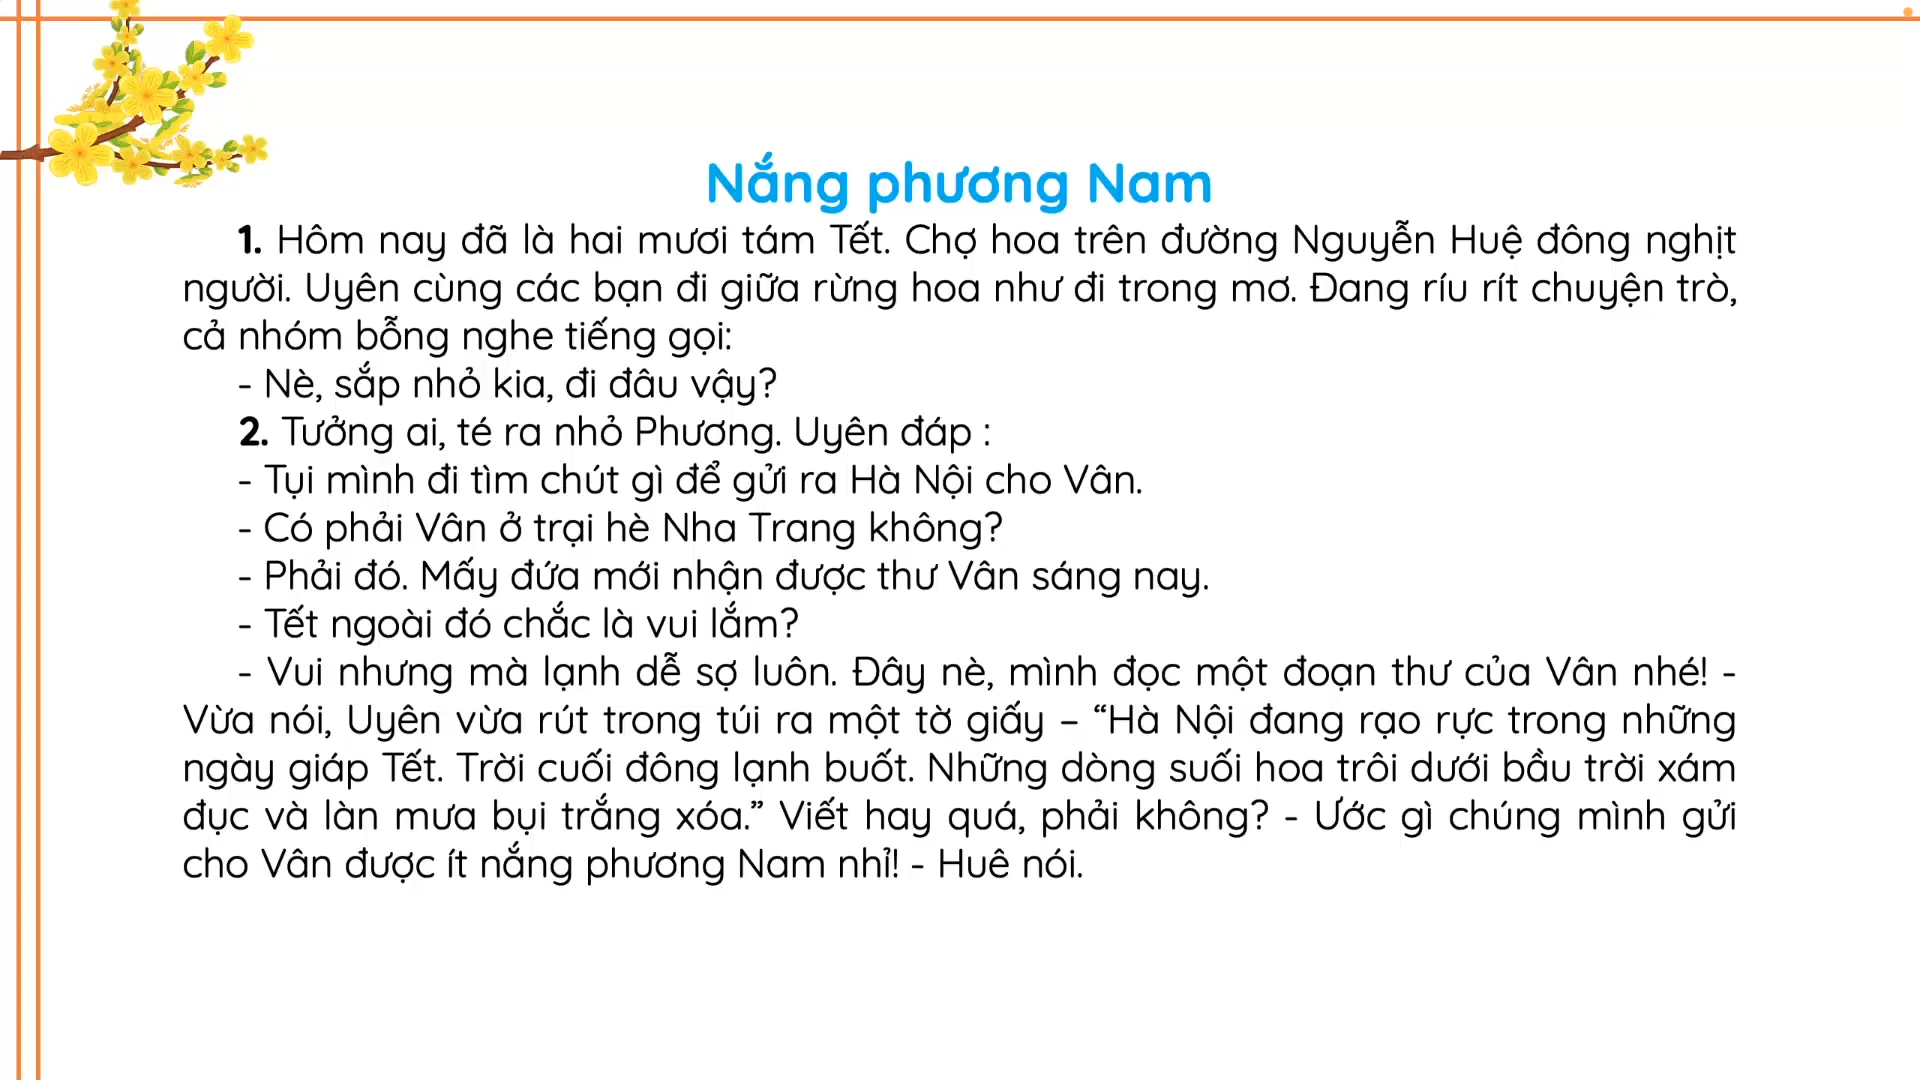 Nắng phương Nam
1. Hôm nay đã là hai mươi tám Tết. Chợ hoa trên đường Nguyễn Huệ đông nghịt
người. Uyên cùng các bạn đi giữa rừng hoa như đi trong mơ. Đang ríu rít chuyện trò,
cả nhóm bỗng nghe tiếng gọi:
- Nè, sắp nhỏ kia, đi đâu vậy?
2. Tưởng ai, té ra nhỏ Phương. Uyên đáp :
- Tụi mình đi tìm chút gì để gửi ra Hà Nội cho Vân.
- Có phải Vân ở trại hè Nha Trang không?
- Phải đó. Mấy đứa mới nhận được thư Vân sáng nay.
- Tết ngoài đó chắc là vui lắm?
- Vui nhưng mà lạnh dễ sợ luôn. Đây nè, mình đọc một đoạn thư của Vân nhé! -
Vừa nói, Uyên vừa rút trong túi ra một tờ giấy – “Hà Nội đang rạo rực trong những
ngày giáp Tết. Trời cuối đông lạnh buốt. Những dòng suối hoa trôi dưới bầu trời xám
đục và làn mưa bụi trắng xóa.” Viết hay quá, phải không? - Ước gì chúng mình gửi
cho Vân được ít nắng phương Nam nhỉ! - Huê nói.